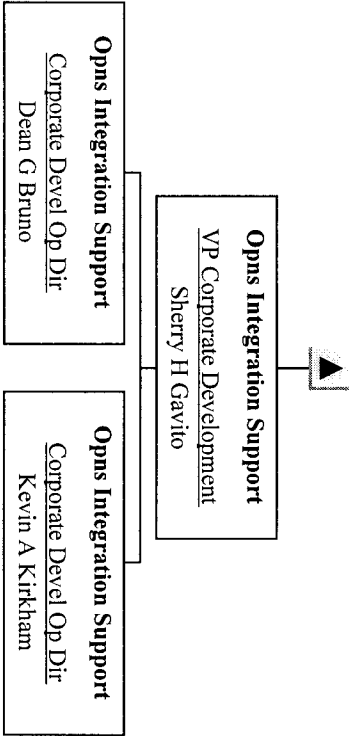 Opns Integration Support
VP Corporate Development
Sherry H Gavito
Opns Integration Support
Corporate Devel Op Dir
Dean G Bruno
Opns Integration Support
Corporate Devel Op Dir
Kevin A Kirkham